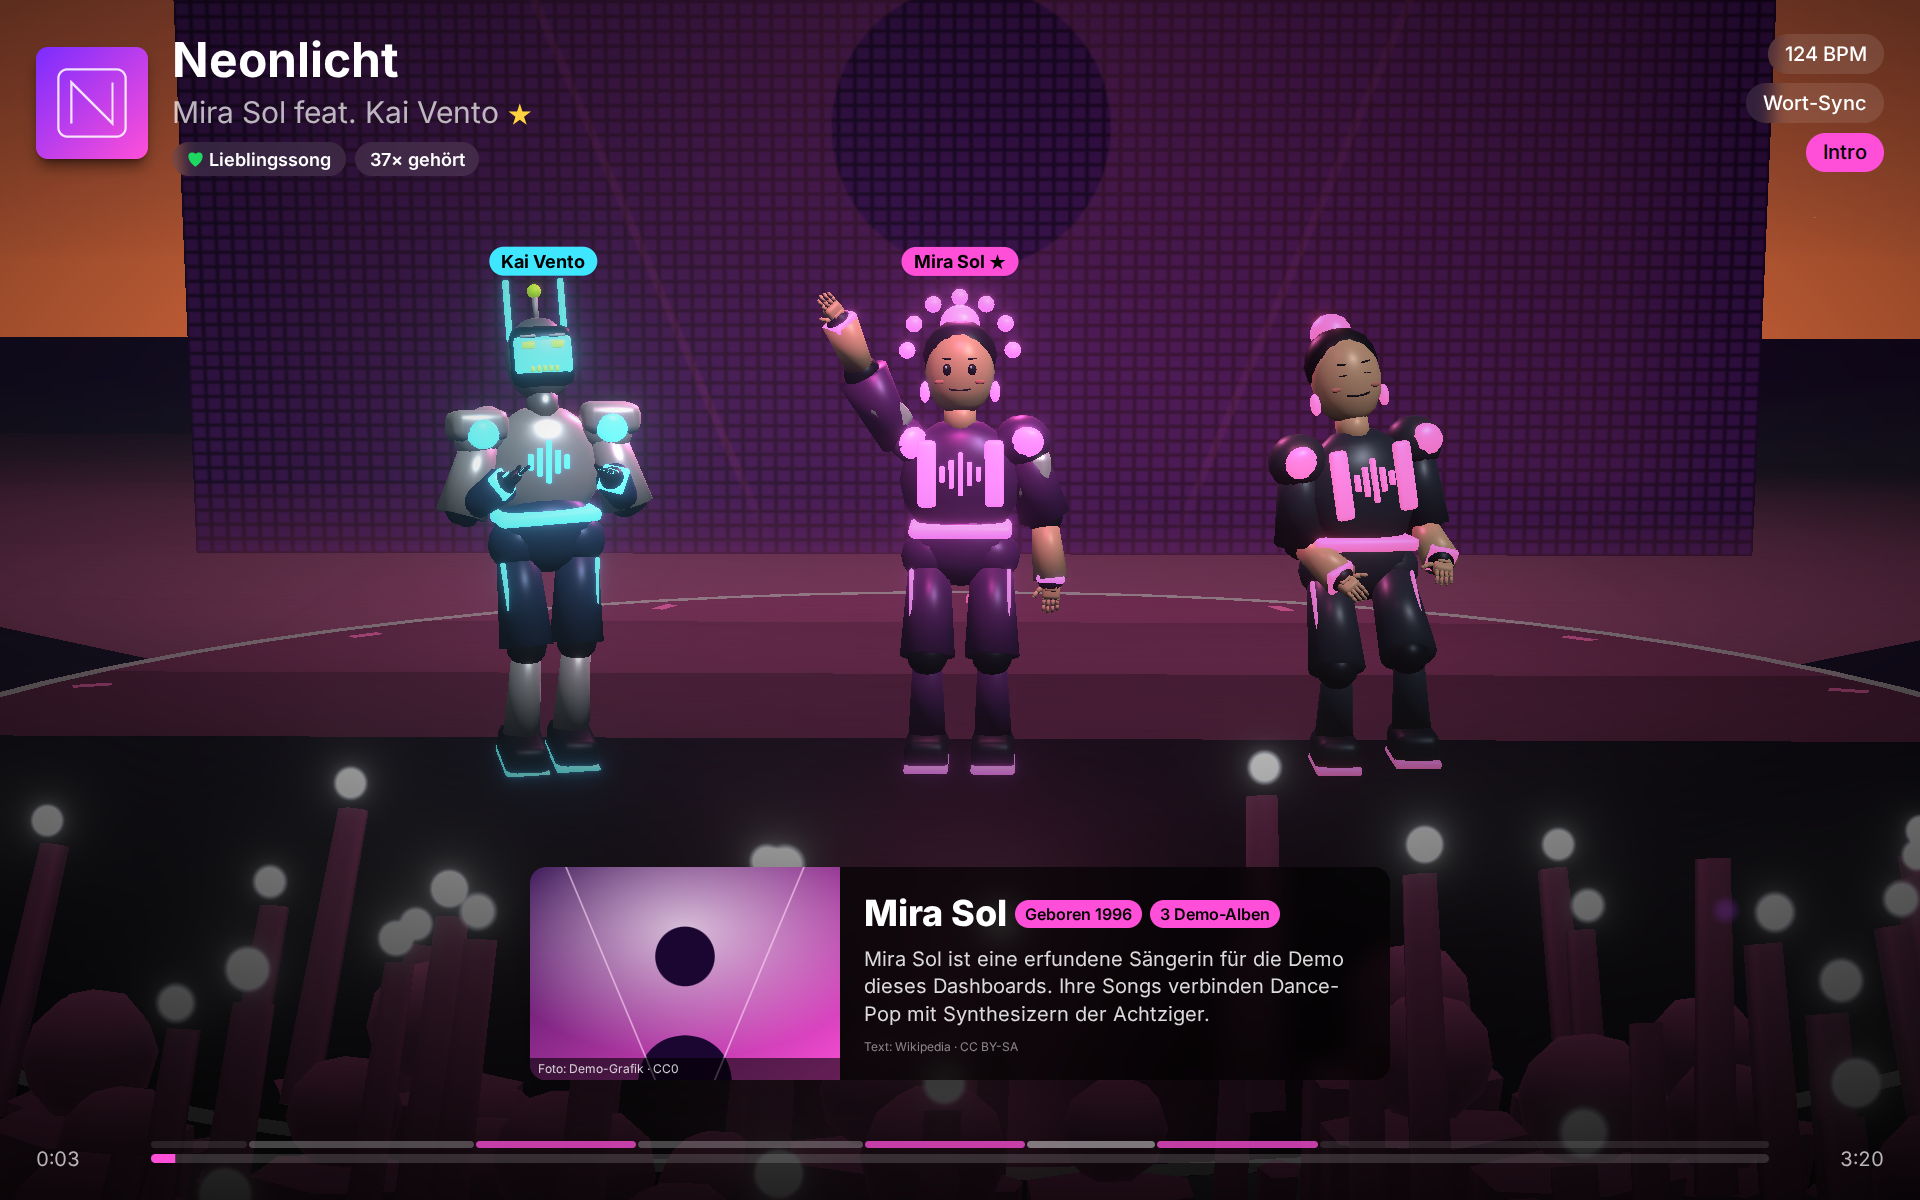 N
Neonlicht
Mira Sol feat. Kai Vento ★
Lieblingssong
37× gehört
124 BPM
Wort-Sync
Intro
Kai Vento
Mira Sol ★
Mira Sol
Geboren 1996
3 Demo-Alben
Mira Sol ist eine erfundene Sängerin für die Demo
dieses Dashboards. Ihre Songs verbinden Dance-
Pop mit Synthesizern der Achtziger.
Text: Wikipedia · CC BY-SA
Foto: Demo-Grafik · CC0
0:03
3:20